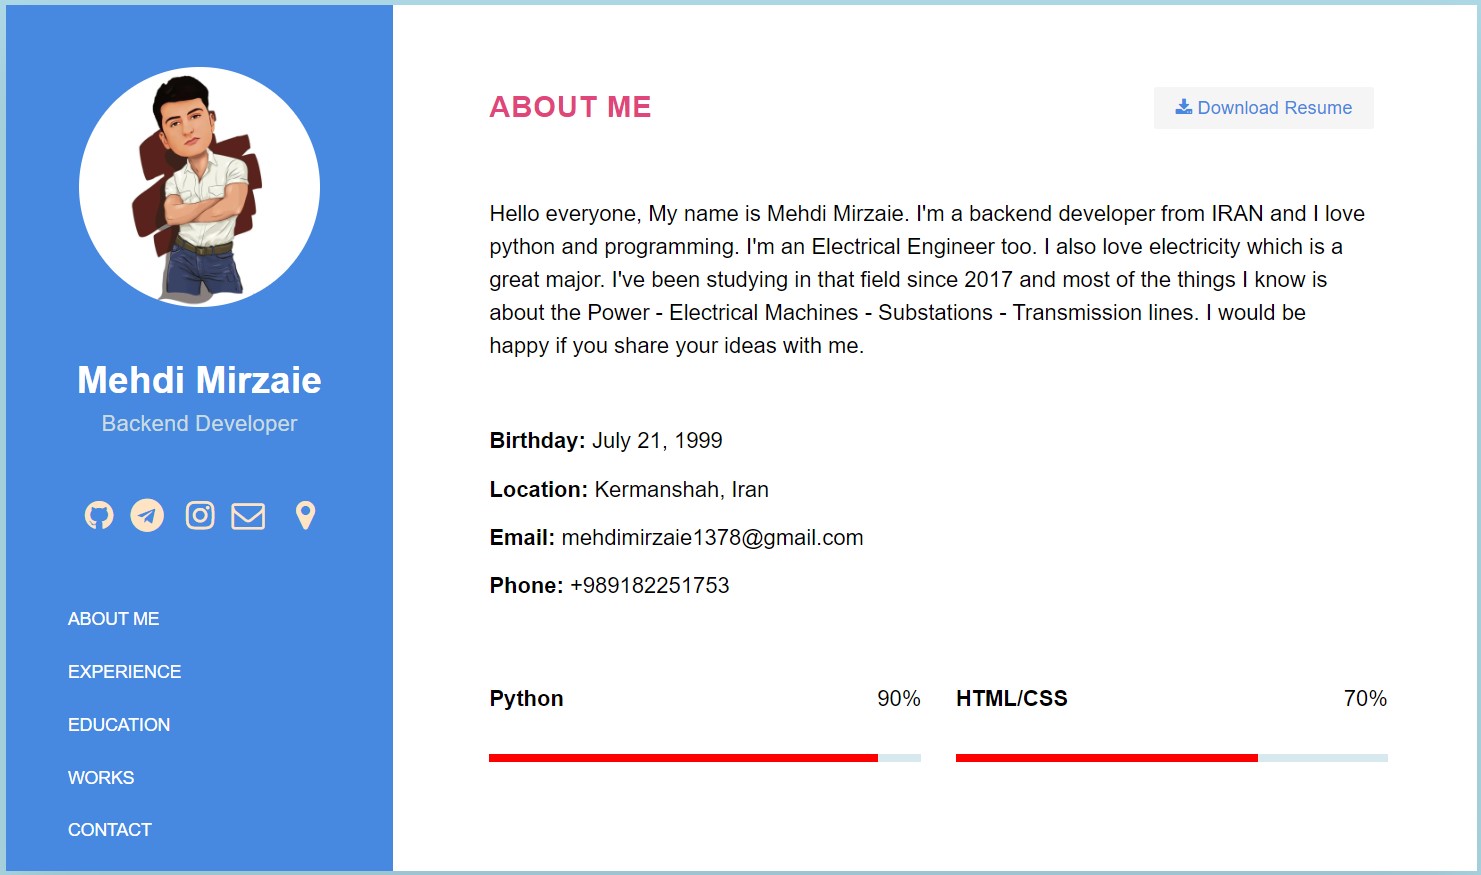 Mehdi Mirzaie
Backend Developer
ABOUT ME
EXPERIENCE
EDUCATION
WORKS
CONTACT
ABOUT ME
Download Resume
Hello everyone, My name is Mehdi Mirzaie. I'm a backend developer from IRAN and I love
python and programming. I'm an Electrical Engineer too. I also love electricity which is a
great major. I've been studying in that field since 2017 and most of the things I know is
about the Power - Electrical Machines - Substations - Transmission lines. I would be
happy if you share your ideas with me.
Birthday: July 21, 1999
Location: Kermanshah, Iran
Email: mehdimirzaie1378@gmail.com
Phone: +989182251753
Python 90%
HTML/CSS 70%